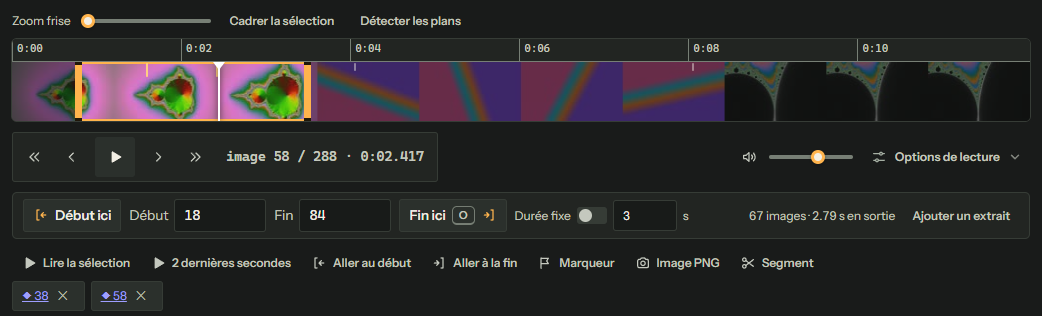 Zoom frise Cadrer la sélection Détecter les plans
0:00 0:02 0:04 0:06 0:08 0:10
image 58 / 288 · 0:02.417 Options de lecture
Début ici Début 18 Fin 84 Fin ici O Durée fixe 3 s 67 images · 2.79 s en sortie Ajouter un extrait
Lire la sélection 2 dernières secondes Aller au début Aller à la fin Marqueur Image PNG Segment
38 58